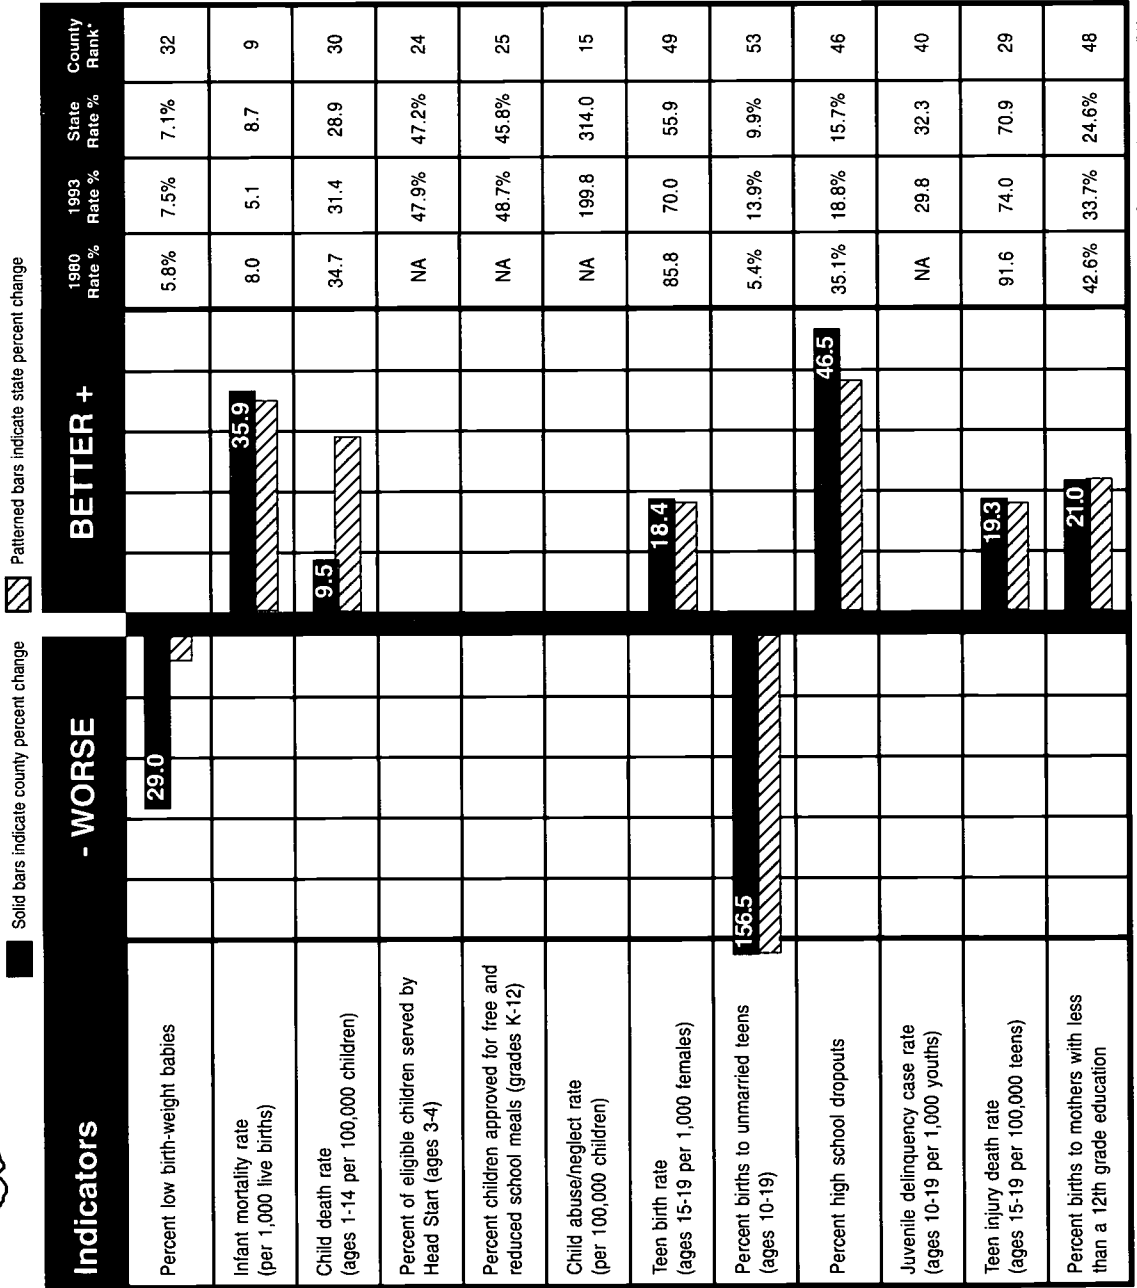 Solid bars indicate county percent change
Patterned bars indicate state percent change
Indicators
- WORSE
BETTER +
1980
Rate %
1993
Rate %
State
Rate %
County
Rank*
Percent low birth-weight babies
29.0
5.8%
7.5%
7.1%
32
Infant mortality rate
(per 1,000 live births)
35.9
8.0
5.1
8.7
9
Child death rate
(ages 1-14 per 100,000 children)
9.5
34.7
31.4
28.9
30
Percent of eligible children served by
Head Start (ages 3-4)
NA
47.9%
47.2%
24
Percent children approved for free and
reduced school meals (grades K-12)
NA
48.7%
45.8%
25
Child abuse/neglect rate
(per 100,000 children)
NA
199.8
314.0
15
Teen birth rate
(ages 15-19 per 1,000 females)
18.4
85.8
70.0
55.9
49
Percent births to unmarried teens
(ages 10-19)
156.5
5.4%
13.9%
9.9%
53
Percent high school dropouts
46.5
35.1%
18.8%
15.7%
46
Juvenile delinquency case rate
(ages 10-19 per 1,000 youths)
NA
29.8
32.3
40
Teen injury death rate
(ages 15-19 per 100,000 teens)
19.3
91.6
74.0
70.9
29
Percent births to mothers with less
than a 12th grade education
21.0
42.6%
33.7%
24.6%
48